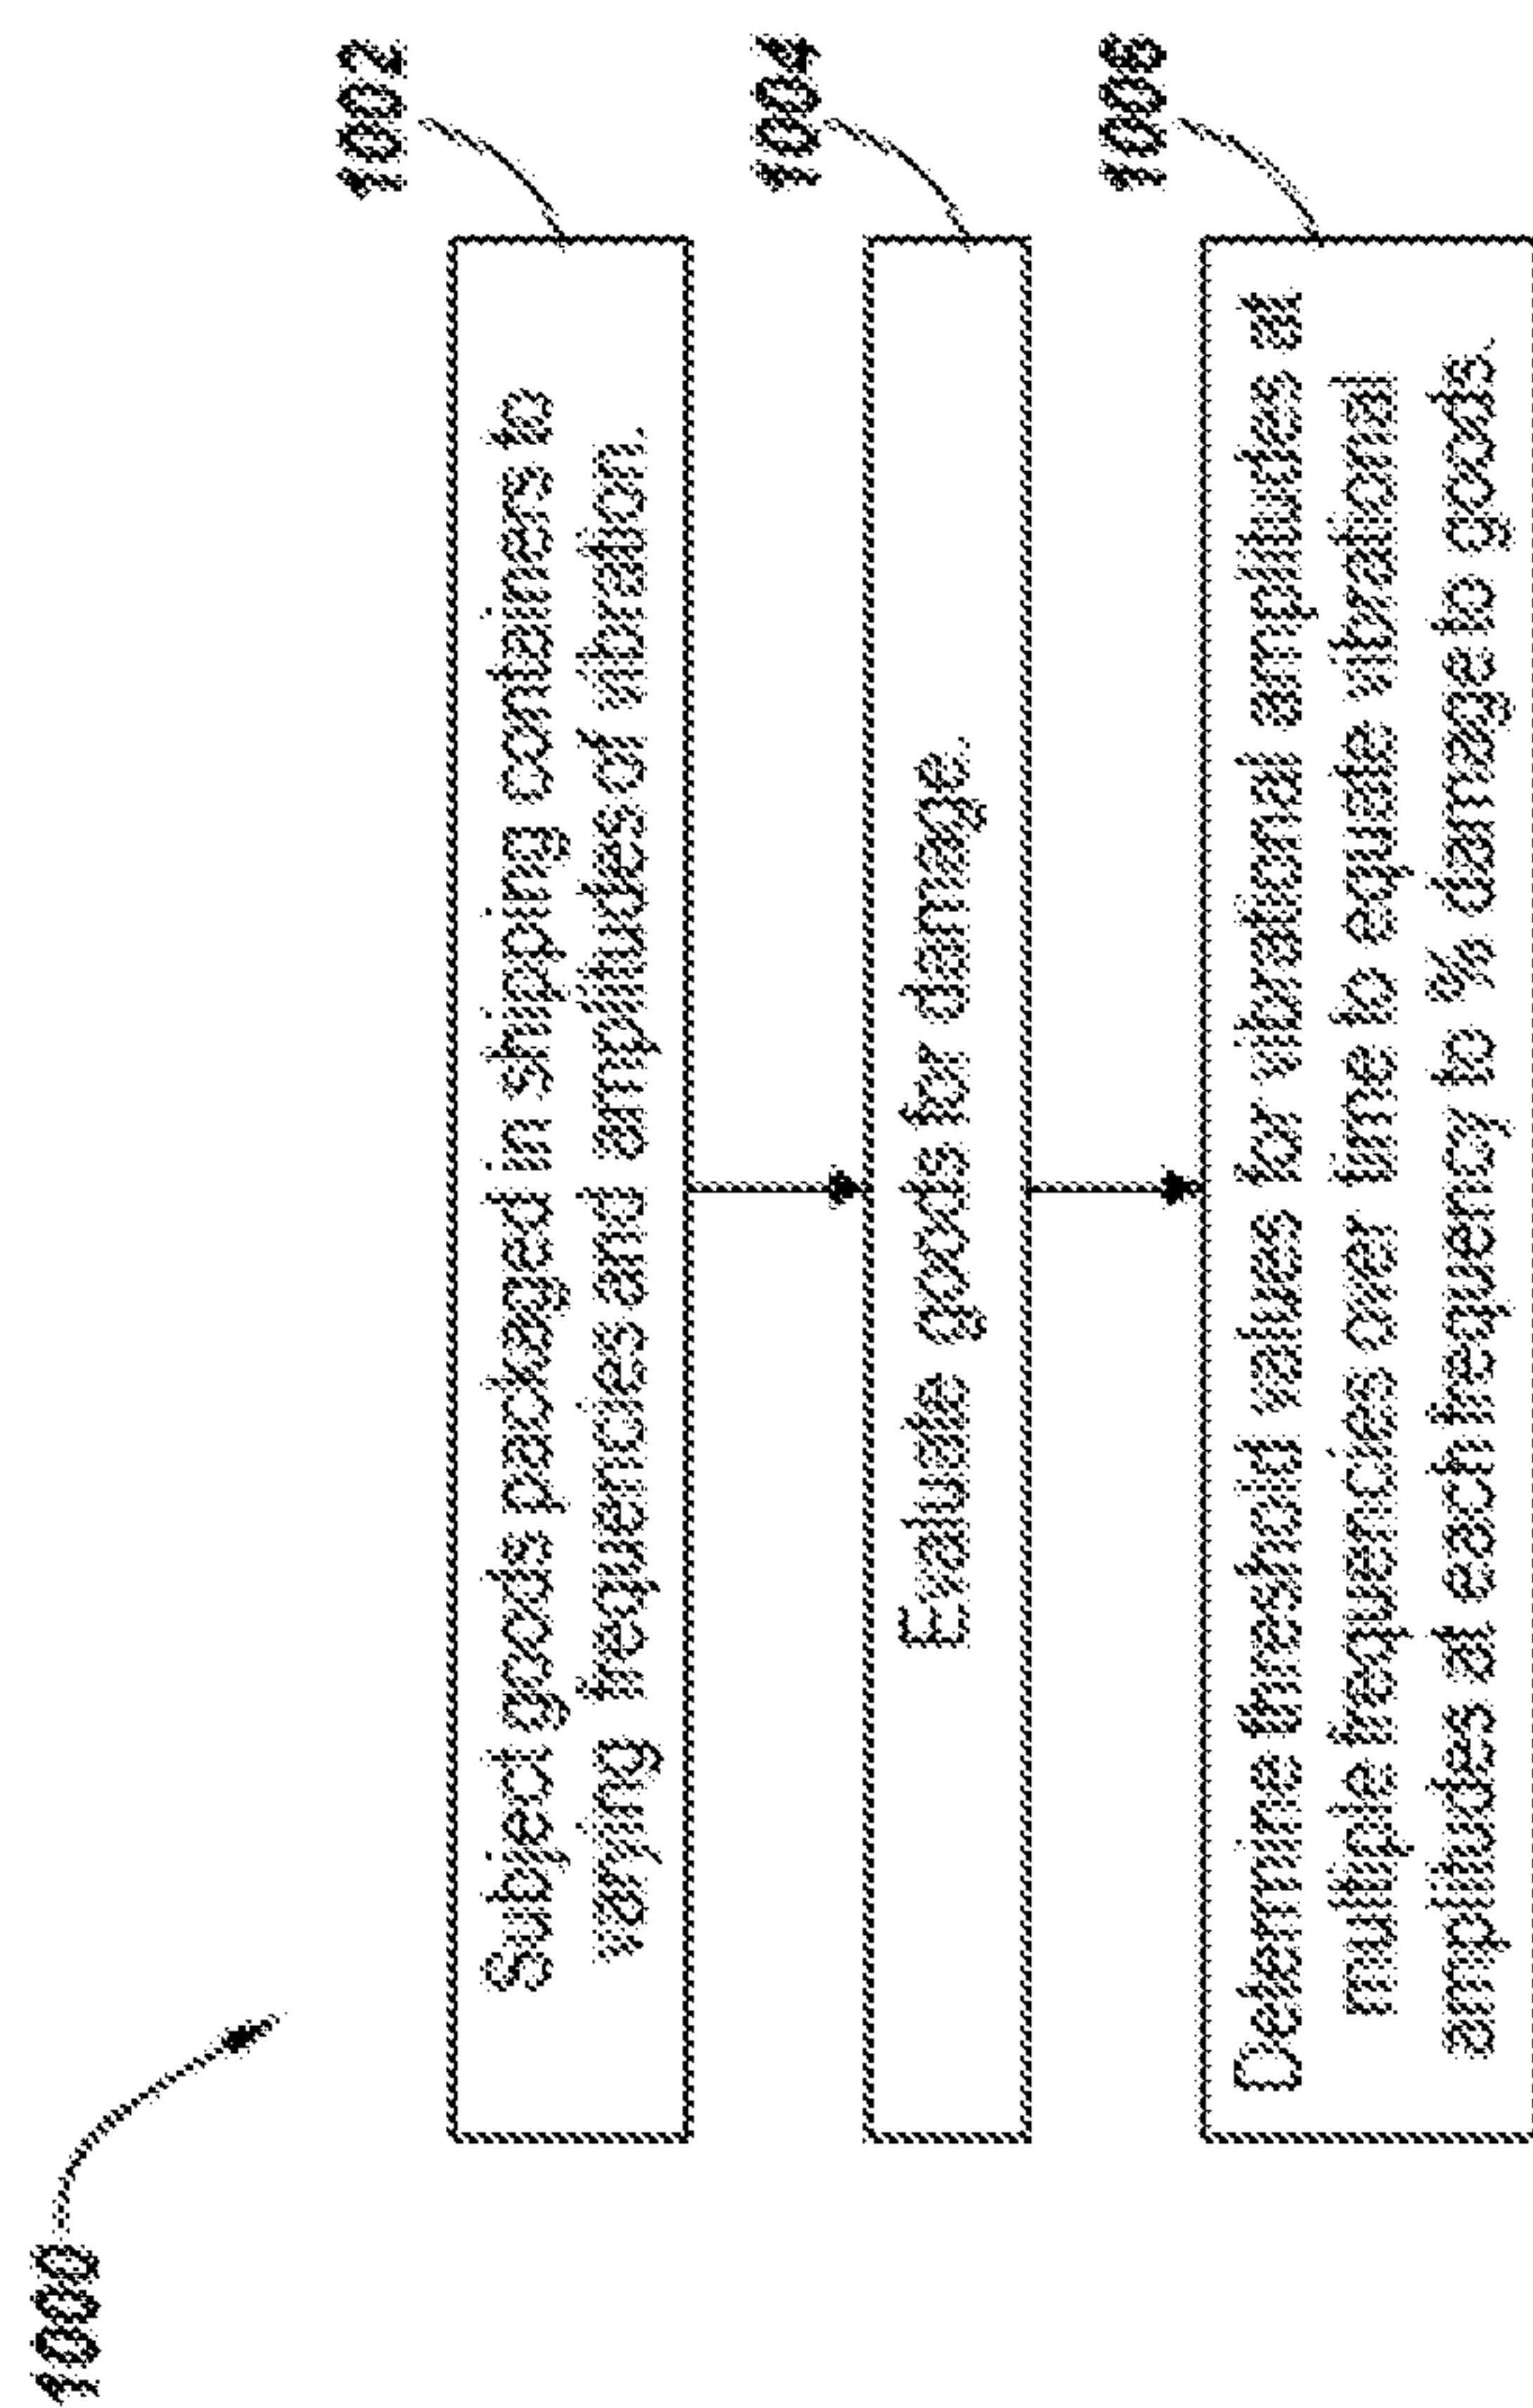 1000
1002
Subject goods packaged in shipping containers to
varying frequencies and amplitudes of vibration.
1004
Evaluate goods for damage.
1006
Determine threshold values for vibrational amplitudes at
multiple frequencies over time to equate vibrational
amplitudes at each frequency to % damage to goods.